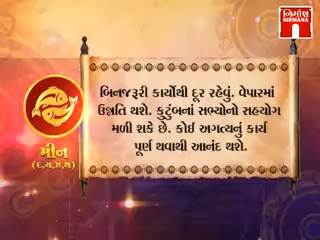 નિર્માણ
NIRMANA
બિનજરૂરી કાર્યોથી દૂર રહેવું. વેપારમાં
ઉન્નતિ થશે. કુટુંબનાં સભ્યોનો સહયોગ
મળી શકે છે. કોઈ અગત્યનું કાર્ય
પૂર્ણ થવાથી આનંદ થશે.
મીન
(દ,ચ,ઝ,થ)